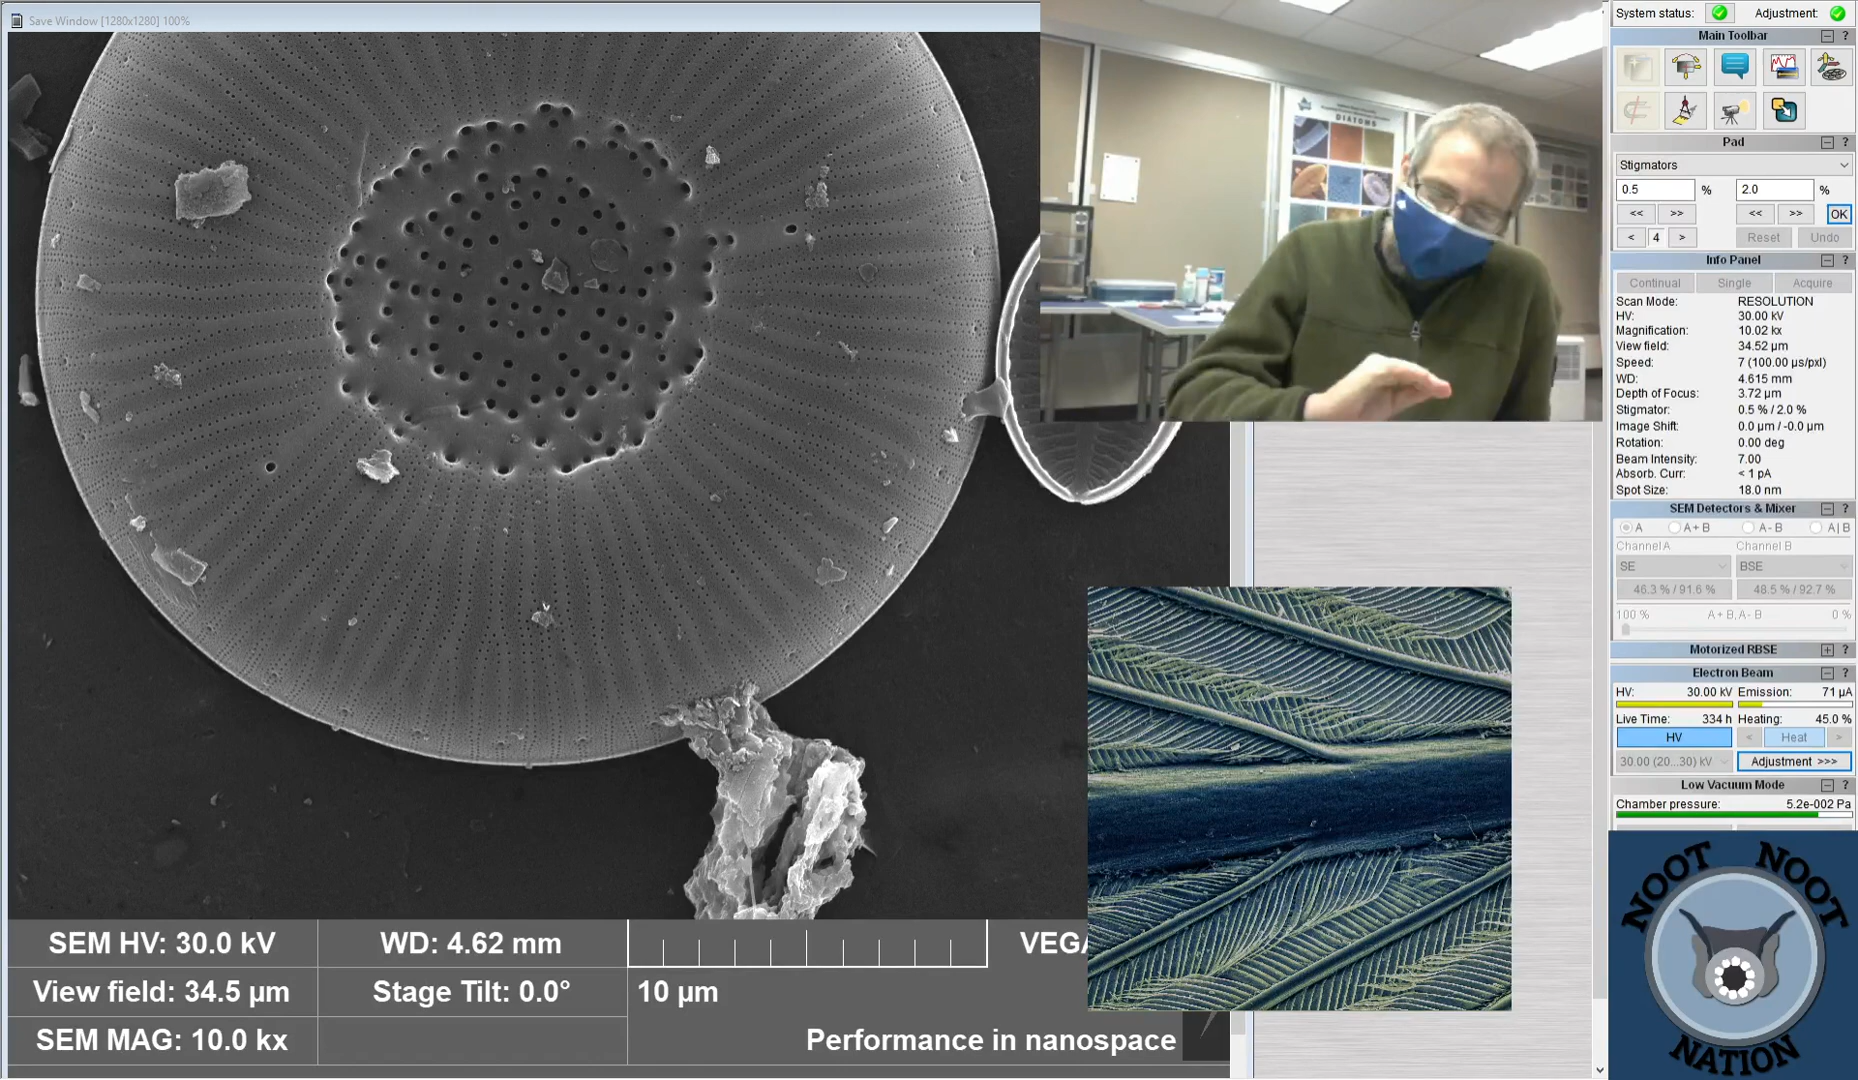 Save Window [1280x1280] 100%
DIATOMS
System status:
Adjustment:
Main Toolbar
?
Pad
?
Stigmators
0.5
%
2.0
%
<<
>>
<<
>>
OK
<
4
>
Reset
Undo
Info Panel
?
Continual
Single
Acquire
Scan Mode: RESOLUTION
HV: 30.00 kV
Magnification: 10.02 kx
View field: 34.52 µm
Speed: 7 (100.00 µs/pxl)
WD: 4.615 mm
Depth of Focus: 3.72 µm
Stigmator: 0.5 % / 2.0 %
Image Shift: 0.0 µm / -0.0 µm
Rotation: 0.00 deg
Beam Intensity: 7.00
Absorb. Curr: < 1 pA
Spot Size: 18.0 nm
SEM Detectors & Mixer
?
A
A + B
A - B
A | B
Channel A
Channel B
SE
BSE
46.3 % / 91.6 %
48.5 % / 92.7 %
100 %
A + B, A - B
0 %
Motorized RBSE
?
Electron Beam
?
HV: 30.00 kV
Emission: 71 µA
Live Time: 334 h
Heating: 45.0 %
HV
<
Heat
>
30.00 (20...30) kV
Adjustment >>>
Low Vacuum Mode
?
Chamber pressure: 5.2e-002 Pa
SEM HV: 30.0 kV
WD: 4.62 mm
VEGA
View field: 34.5 µm
Stage Tilt: 0.0°
10 µm
SEM MAG: 10.0 kx
Performance in nanospace
NOOT NOOT
NATION